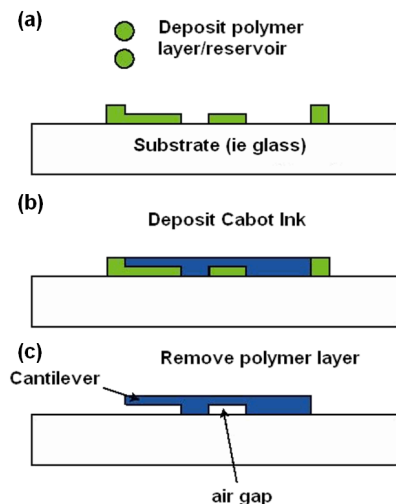 (a)
Deposit polymer
layer/reservoir
Substrate (ie glass)
(b)
Deposit Cabot Ink
(c)
Remove polymer layer
Cantilever
air gap